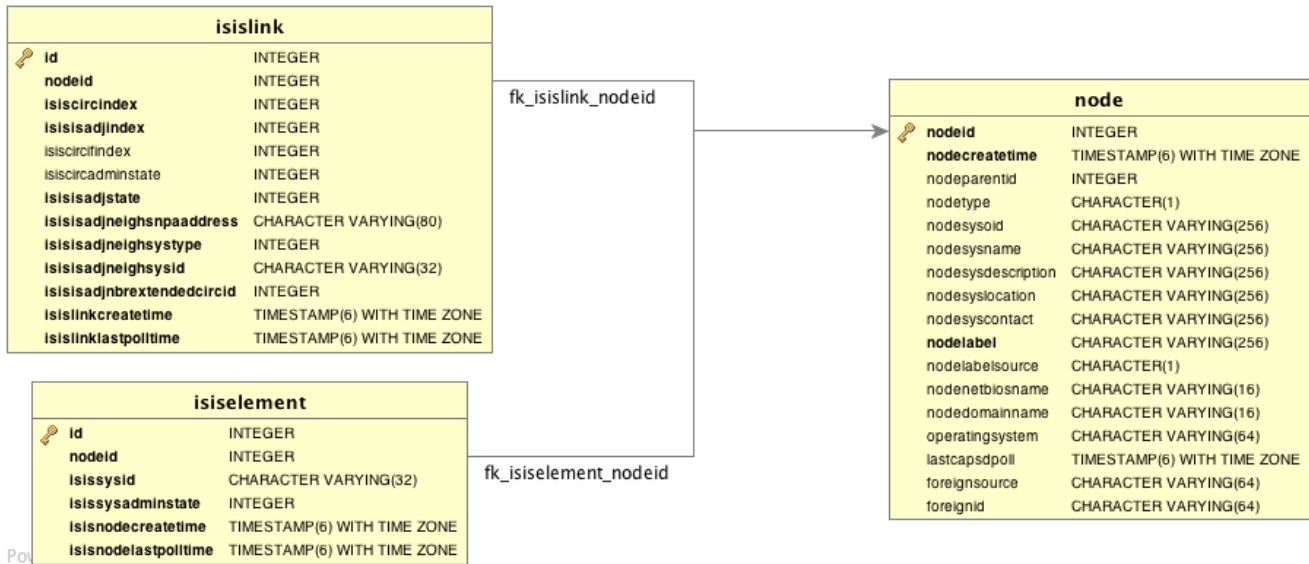 isislink
id INTEGER
nodeid INTEGER
isiscircindex INTEGER
isisisadjindex INTEGER
isiscircifindex INTEGER
isiscircadminstate INTEGER
isisisadjstate INTEGER
isisisadjneighsnpaaddress CHARACTER VARYING(80)
isisisadjneighsystype INTEGER
isisisadjneighsysid CHARACTER VARYING(32)
isisisadjnbrextendedcircid INTEGER
isislinkcreatetime TIMESTAMP(6) WITH TIME ZONE
isislinklastpolltime TIMESTAMP(6) WITH TIME ZONE
fk_isislink_nodeid
isiselement
id INTEGER
nodeid INTEGER
isissysid CHARACTER VARYING(32)
isissysadminstate INTEGER
isisnodecreatetime TIMESTAMP(6) WITH TIME ZONE
isisnodelastpolltime TIMESTAMP(6) WITH TIME ZONE
fk_isiselement_nodeid
node
nodeid INTEGER
nodecreatetime TIMESTAMP(6) WITH TIME ZONE
nodeparentid INTEGER
nodetype CHARACTER(1)
nodesysoid CHARACTER VARYING(256)
nodesysname CHARACTER VARYING(256)
nodesysdescription CHARACTER VARYING(256)
nodesyslocation CHARACTER VARYING(256)
nodesyscontact CHARACTER VARYING(256)
nodelabel CHARACTER VARYING(256)
nodelabelsource CHARACTER(1)
nodenetbiosname CHARACTER VARYING(16)
nodedomainname CHARACTER VARYING(16)
operatingsystem CHARACTER VARYING(64)
lastcapsdpoll TIMESTAMP(6) WITH TIME ZONE
foreignsource CHARACTER VARYING(64)
foreignid CHARACTER VARYING(64)